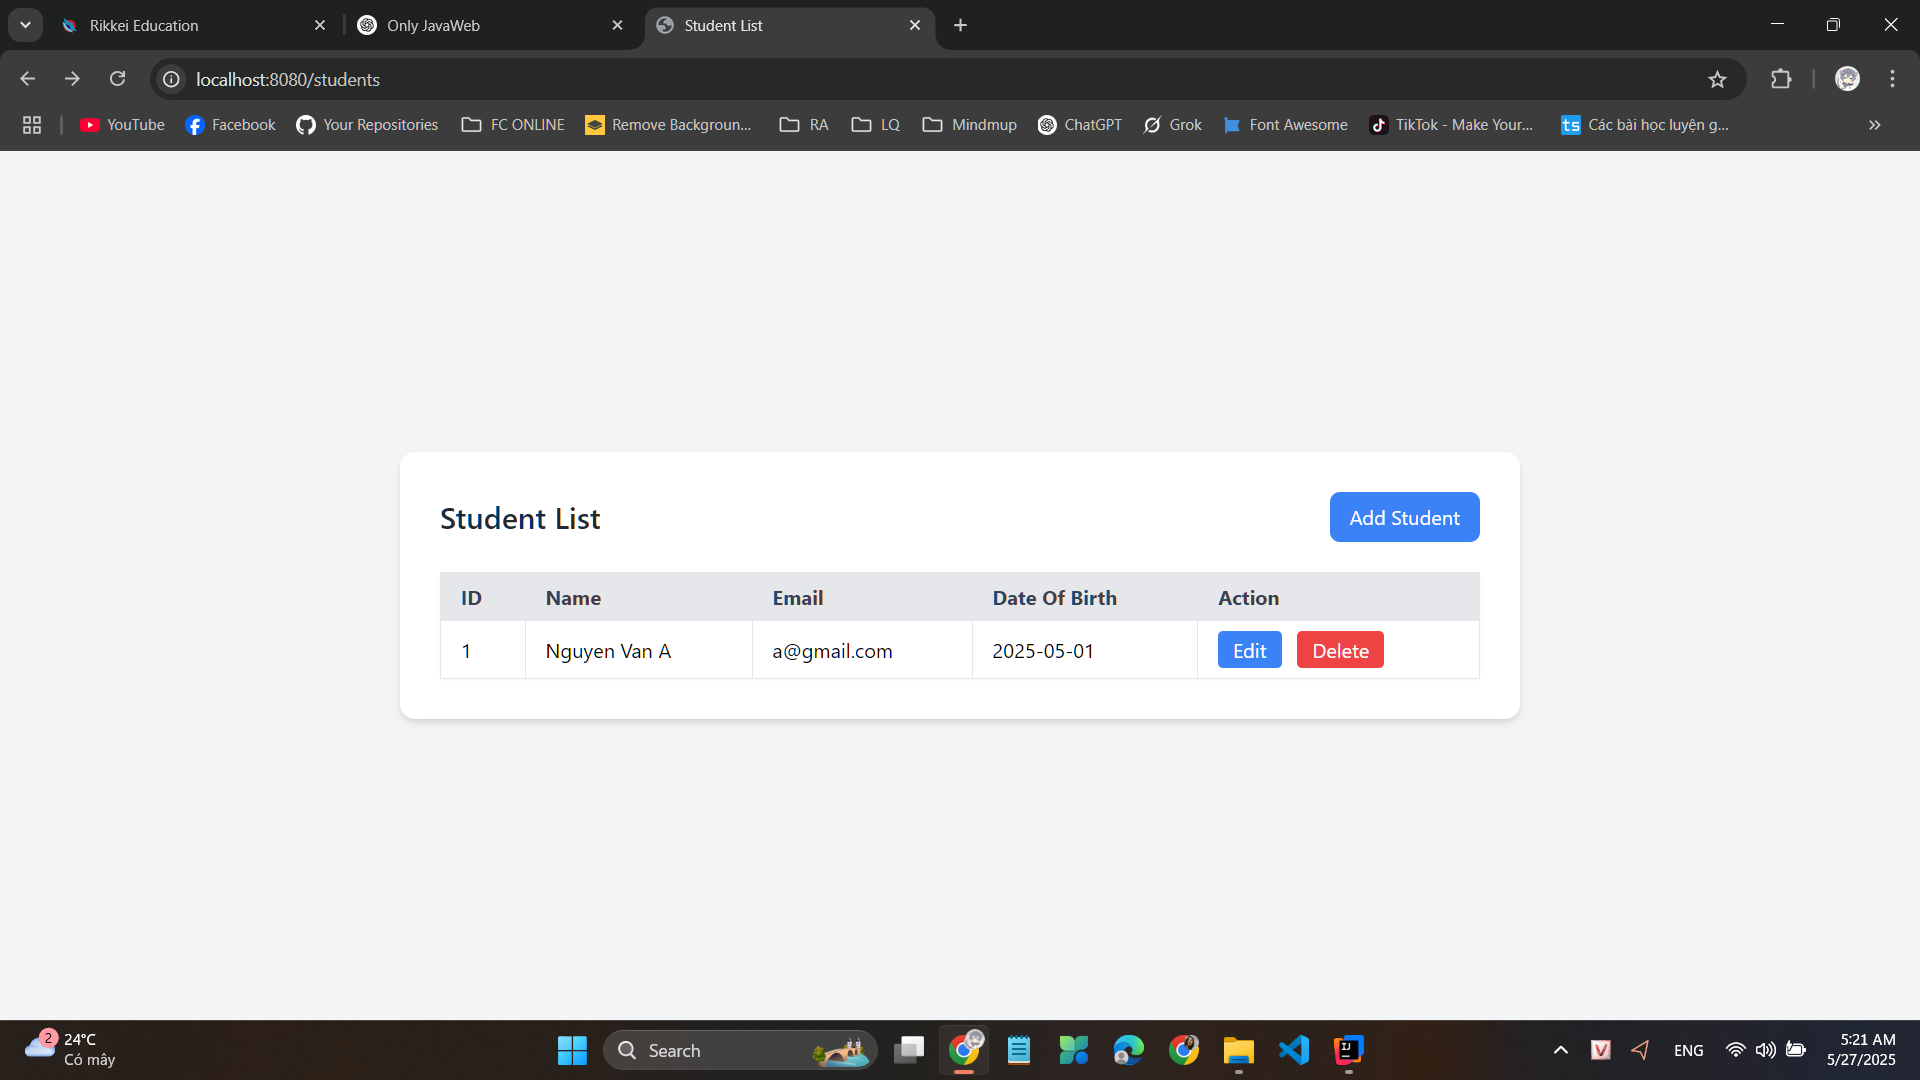 Rikkei Education
Only JavaWeb
Student List
localhost:8080/students
YouTube
Facebook
Your Repositories
FC ONLINE
Remove Backgroun...
RA
LQ
Mindmup
ChatGPT
Grok
Font Awesome
TikTok - Make Your...
ts
Các bài học luyện g...
Student List
Add Student
ID Name Email Date Of Birth Action
1 Nguyen Van A a@gmail.com 2025-05-01 Edit Delete
2
24°C
Có mây
Search
IJ
V
ENG
5:21 AM
5/27/2025